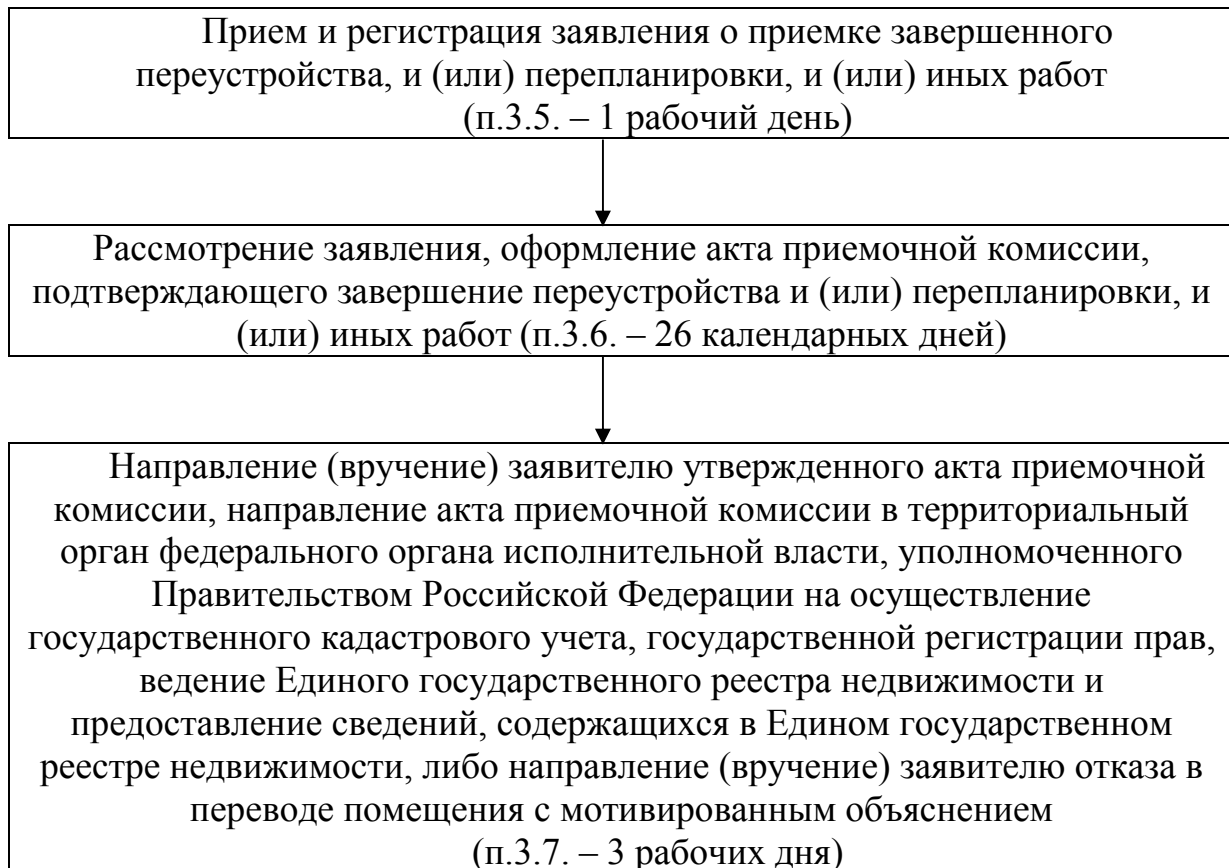 Прием и регистрация заявления о приемке завершенного
переустройства, и (или) перепланировки, и (или) иных работ
(п.3.5. – 1 рабочий день)
Рассмотрение заявления, оформление акта приемочной комиссии,
подтверждающего завершение переустройства и (или) перепланировки, и
(или) иных работ (п.3.6. – 26 календарных дней)
Направление (вручение) заявителю утвержденного акта приемочной
комиссии, направление акта приемочной комиссии в территориальный
орган федерального органа исполнительной власти, уполномоченного
Правительством Российской Федерации на осуществление
государственного кадастрового учета, государственной регистрации прав,
ведение Единого государственного реестра недвижимости и
предоставление сведений, содержащихся в Едином государственном
реестре недвижимости, либо направление (вручение) заявителю отказа в
переводе помещения с мотивированным объяснением
(п.3.7. – 3 рабочих дня)